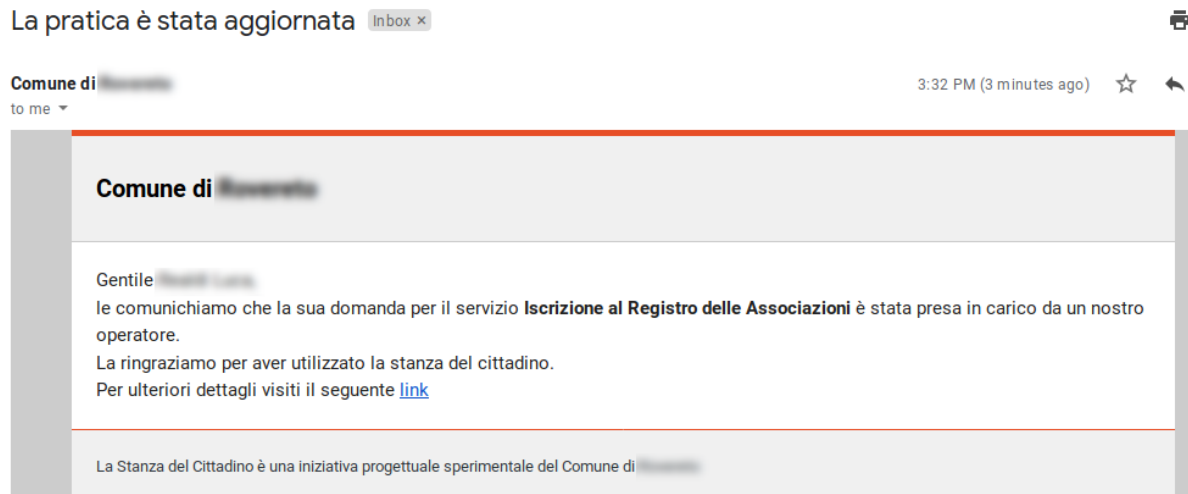 La pratica è stata aggiornata Inbox ×
Comune di
3:32 PM (3 minutes ago)
to me
Comune di
Gentile
le comunichiamo che la sua domanda per il servizio Iscrizione al Registro delle Associazioni è stata presa in carico da un nostro
operatore.
La ringraziamo per aver utilizzato la stanza del cittadino.
Per ulteriori dettagli visiti il seguente link
La Stanza del Cittadino è una iniziativa progettuale sperimentale del Comune di